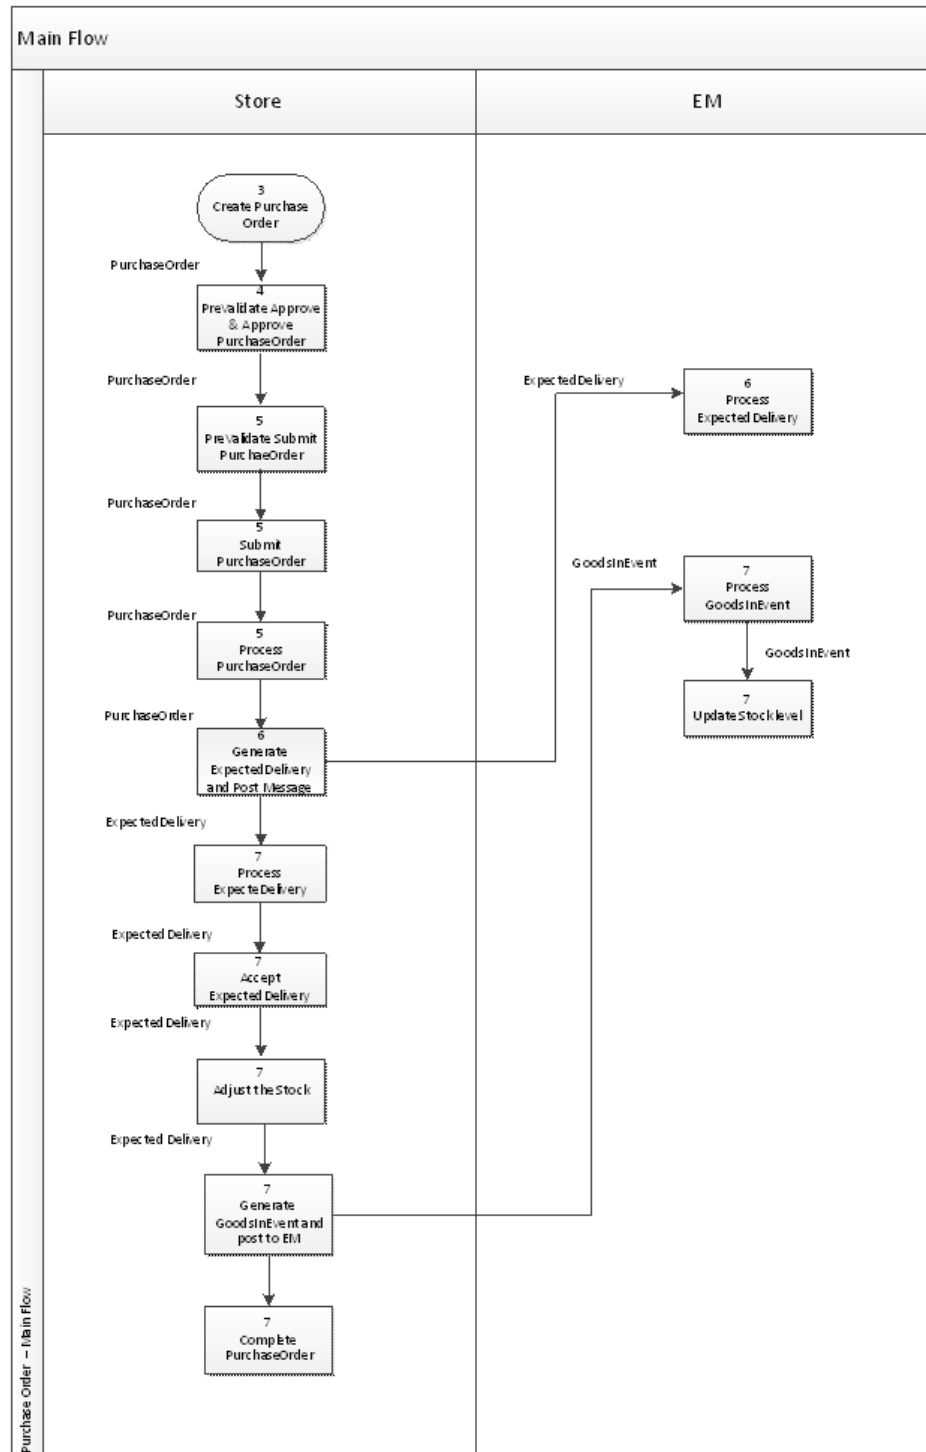 Main Flow
Store
EM
3
Create Purchase
Order
PurchaseOrder
4
PreValidate Approve
& Approve
PurchaseOrder
PurchaseOrder
5
PreValidate Submit
PurchaeOrder
PurchaseOrder
5
Submit
PurchaseOrder
PurchaseOrder
5
Process
PurchaseOrder
PurchaseOrder
6
Generate
ExpectedDelivery
and Post Message
ExpectedDelivery
7
Process
ExpecteDelivery
Expected Delivery
7
Accept
Expected Delivery
Expected Delivery
7
Adjust the Stock
Expected Delivery
7
Generate
GoodsInEvent and
post to EM
7
Complete
PurchaseOrder
ExpectedDelivery
6
Process
Expected Delivery
GoodsInEvent
7
Process
GoodsInEvent
GoodsInEvent
7
UpdateStocklevel
Purchase Order – Main Flow